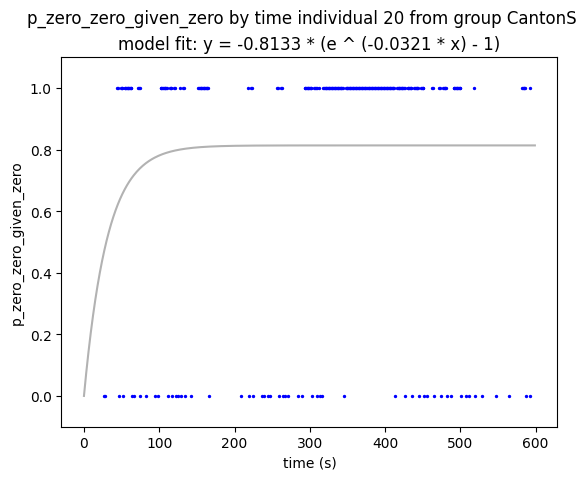 p_zero_zero_given_zero by time individual 20 from group CantonS
model fit: y = -0.8133 * (e ^ (-0.0321 * x) - 1)
1.0
0.8
0.6
0.4
0.2
0.0
p_zero_zero_given_zero
0 100 200 300 400 500 600
time (s)